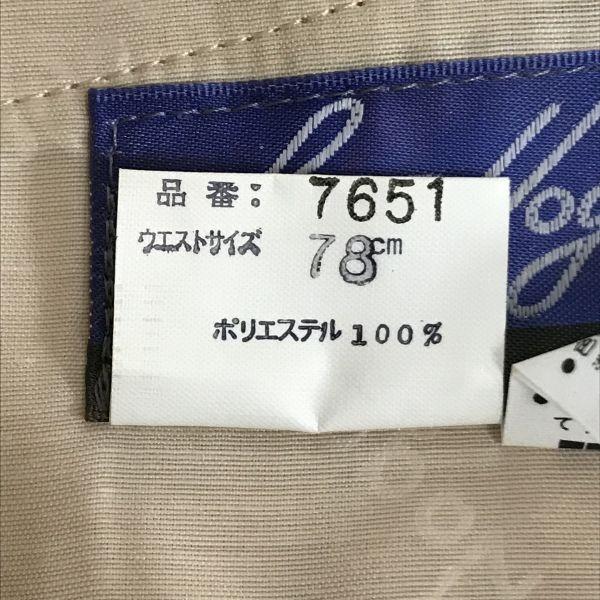 品番: 7651
ウエストサイズ 78cm
ポリエステル 100%